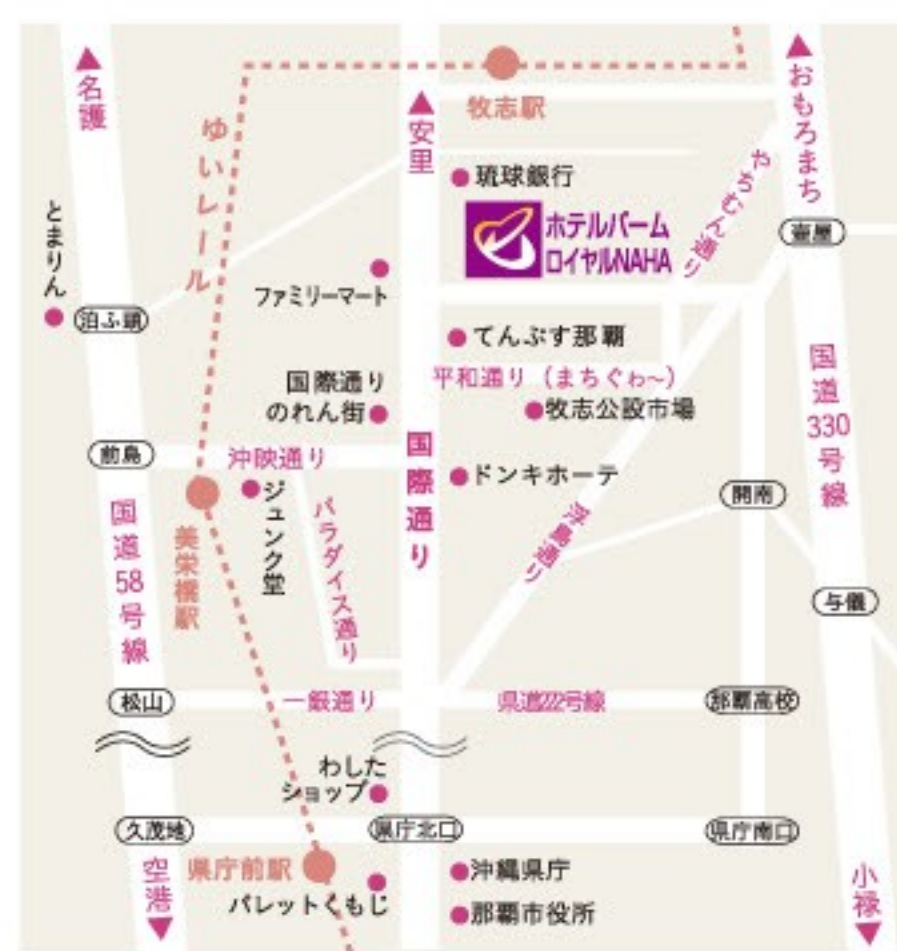 ▲名護
▲おもろまち
牧志駅
▲安里
ゆいレール
琉球銀行
やちむん通り
とまりん
ホテルパーム
ロイヤルNAHA
壺屋
ファミリーマート
泊ふ頭
てんぶす那覇
国際通り
のれん街
平和通り（まちぐゎ〜）
牧志公設市場
国道330号線
前島
沖映通り
国際通り
ドンキホーテ
ジュンク堂
パラダイス通り
開南
浮島通り
国道58号線
美栄橋駅
与儀
松山
一銀通り
県道222号線
那覇高校
わした
ショップ
久茂地
県庁北口
県庁南口
県庁前駅
空港▼
沖縄県庁
小禄▼
パレットくもじ
那覇市役所